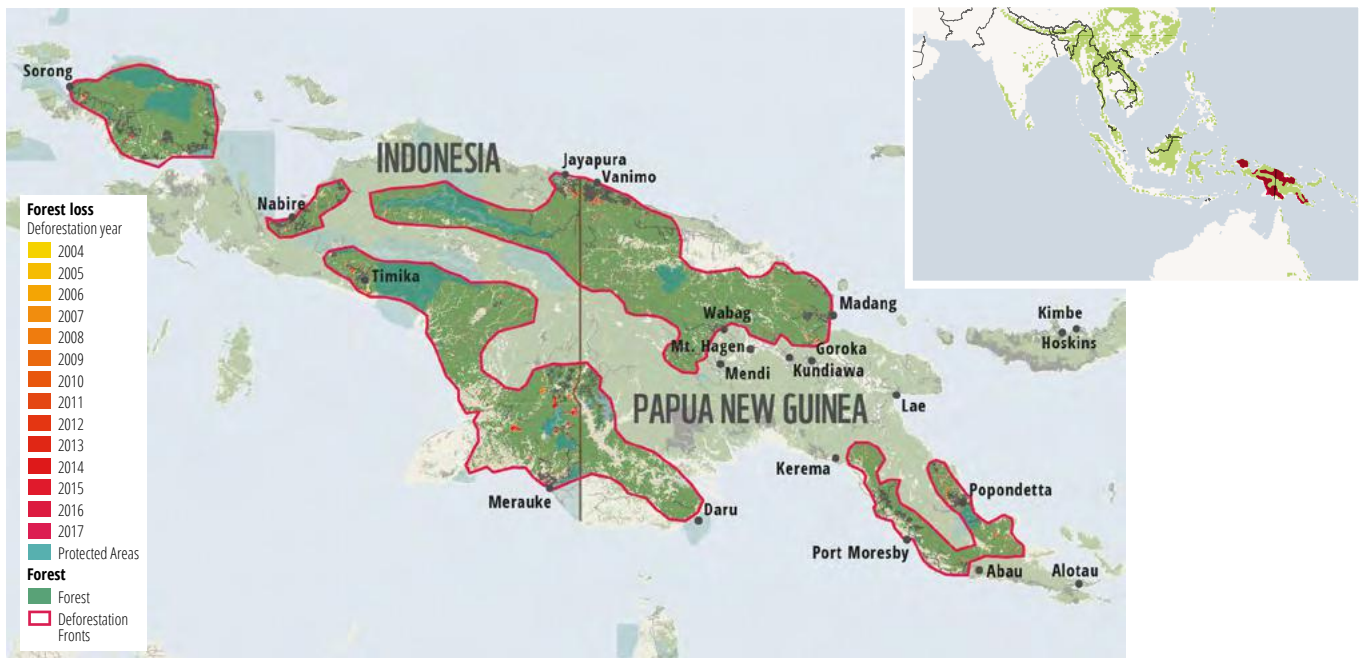 Sorong
INDONESIA
Jayapura
Vanimo
Nabire
Timika
Madang
Wabag
Kimbe
Hoskins
Mt. Hagen
Goroka
Mendi
Kundiawa
PAPUA NEW GUINEA
Lae
Kerema
Popondetta
Merauke
Daru
Port Moresby
Abau
Alotau
Forest loss
Deforestation year
2004
2005
2006
2007
2008
2009
2010
2011
2012
2013
2014
2015
2016
2017
Protected Areas
Forest
Forest
Deforestation
Fronts